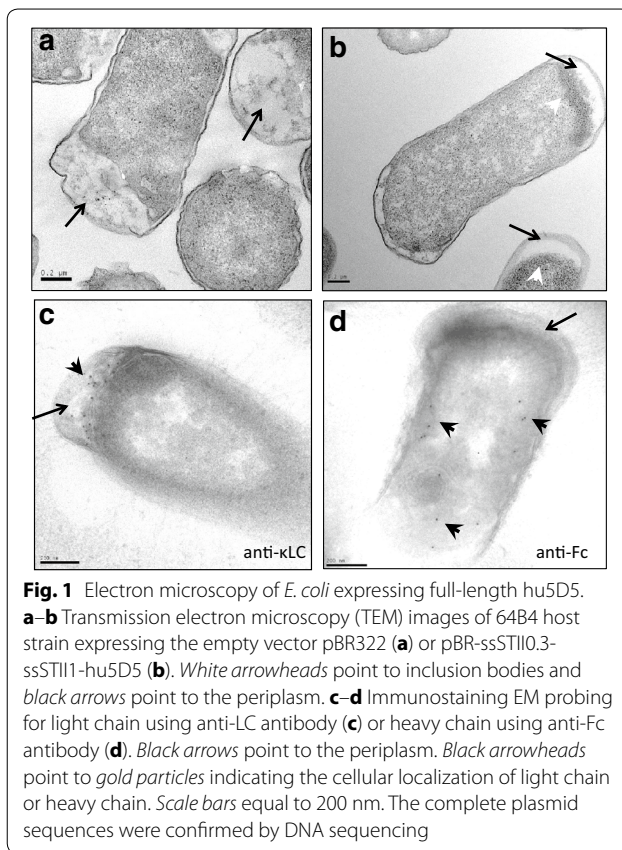 a
b
0.2 µm
c
d
anti-κLC
anti-Fc
200 nm
Fig. 1 Electron microscopy of E. coli expressing full-length hu5D5.
a–b Transmission electron microscopy (TEM) images of 64B4 host
strain expressing the empty vector pBR322 (a) or pBR-ssSTII0.3-
ssSTII1-hu5D5 (b). White arrowheads point to inclusion bodies and
black arrows point to the periplasm. c–d Immunostaining EM probing
for light chain using anti-LC antibody (c) or heavy chain using anti-Fc
antibody (d). Black arrows point to the periplasm. Black arrowheads
point to gold particles indicating the cellular localization of light chain
or heavy chain. Scale bars equal to 200 nm. The complete plasmid
sequences were confirmed by DNA sequencing